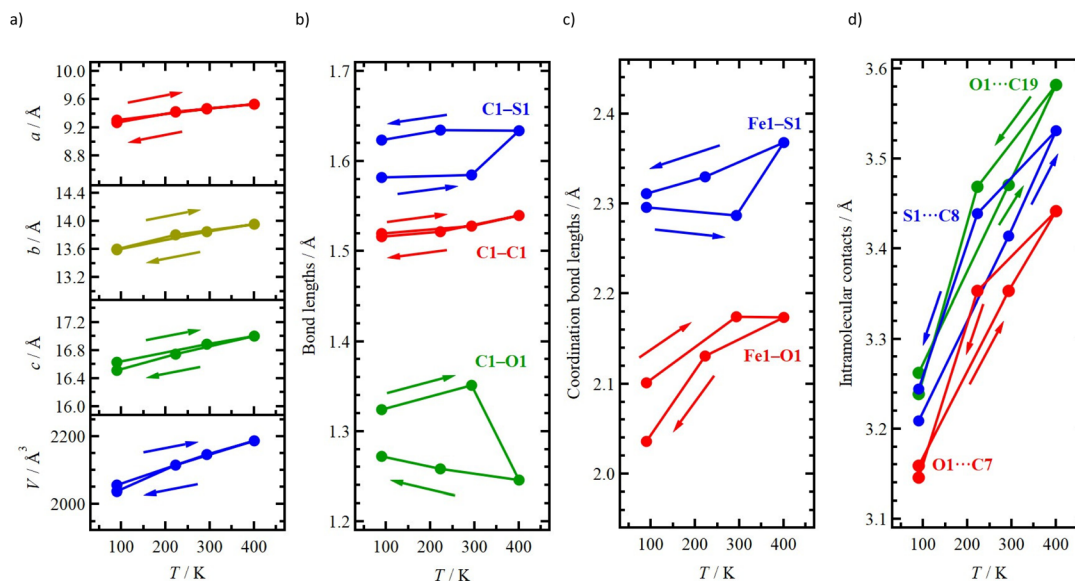 a)
b)
c)
d)
10.0
9.6
9.2
8.8
a / Å
14.4
14.0
13.6
13.2
b / Å
17.2
16.8
16.4
16.0
c / Å
2200
2000
V / Å³
100 200 300 400
T / K
1.7
1.6
1.5
1.4
1.3
1.2
Bond lengths / Å
C1–S1
C1–C1
C1–O1
100 200 300 400
T / K
2.4
2.3
2.2
2.1
2.0
Coordination bond lengths / Å
Fe1–S1
Fe1–O1
100 200 300 400
T / K
3.6
3.5
3.4
3.3
3.2
3.1
Intramolecular contacts / Å
O1···C19
S1···C8
O1···C7
100 200 300 400
T / K